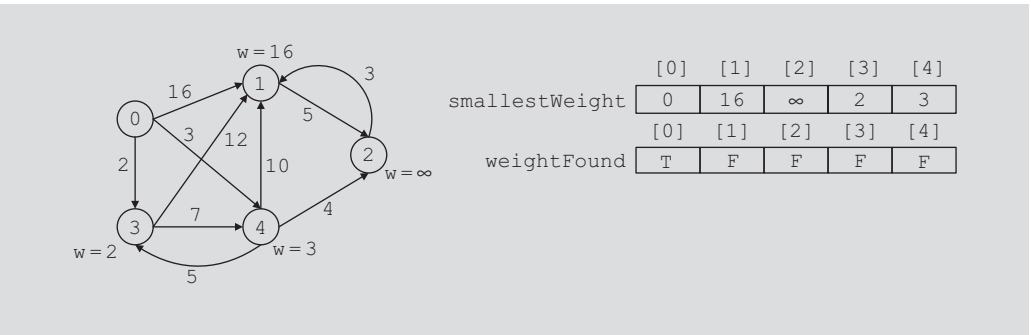 w = 16
16
1
3
0
3
12
5
2
10
2
w = ∞
7
4
3
4
w = 2
w = 3
5
[0] [1] [2] [3] [4]
smallestWeight 0 16 ∞ 2 3
[0] [1] [2] [3] [4]
weightFound T F F F F